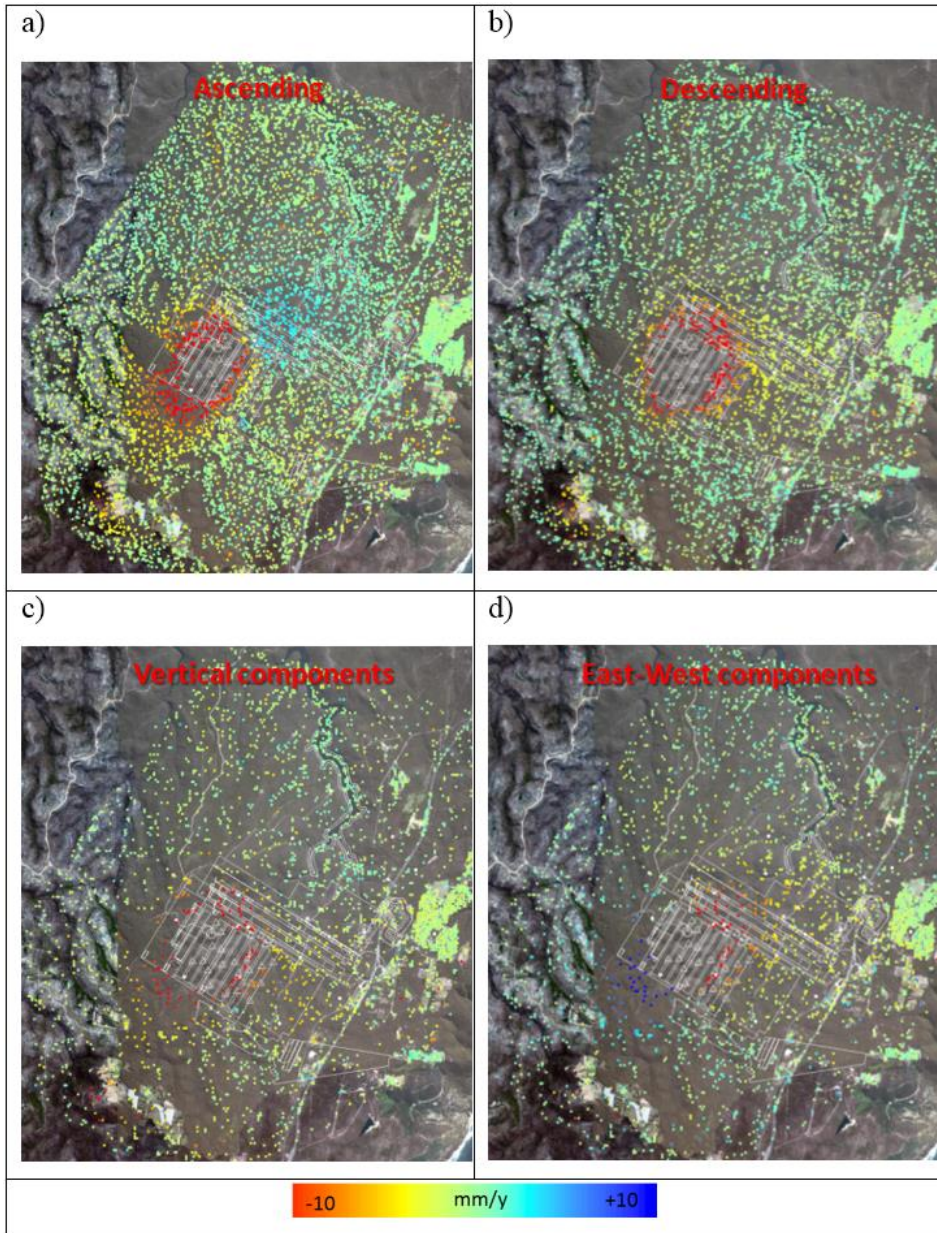 a)
b)
Ascending
Descending
c)
d)
Vertical components
East-West components
-10 mm/y +10